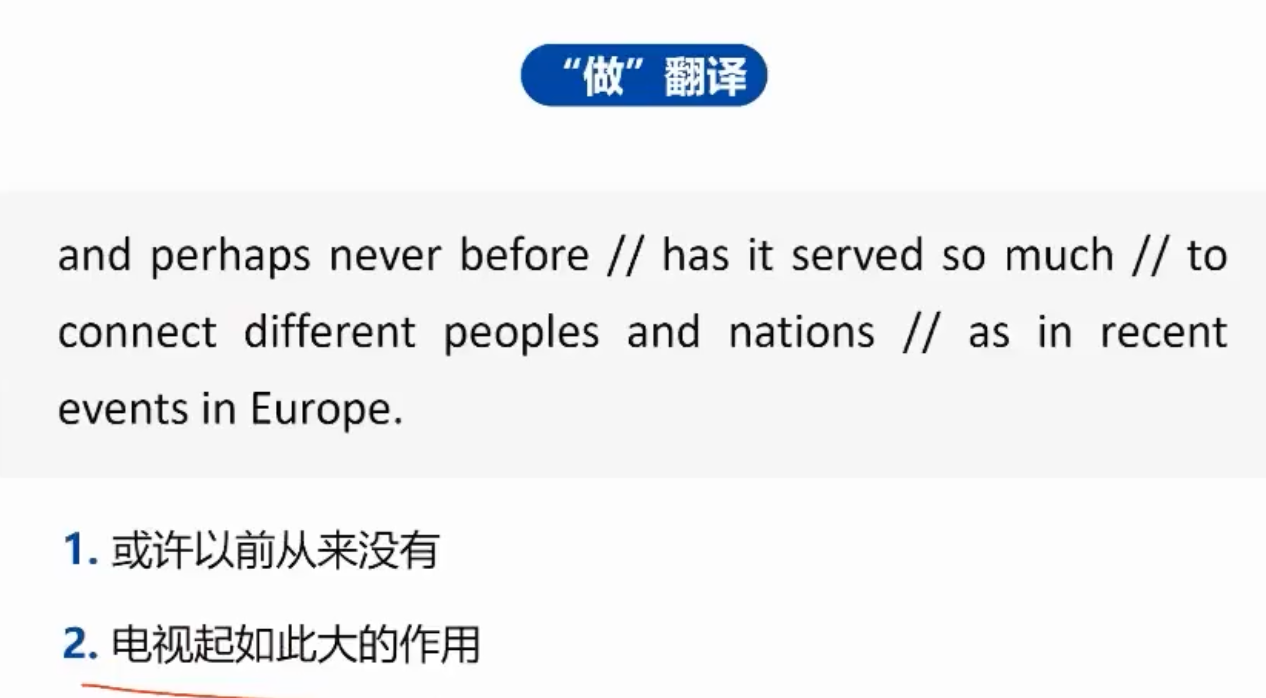 “做”翻译
and perhaps never before // has it served so much // to
connect different peoples and nations // as in recent
events in Europe.
1. 或许以前从来没有
2. 电视起如此大的作用